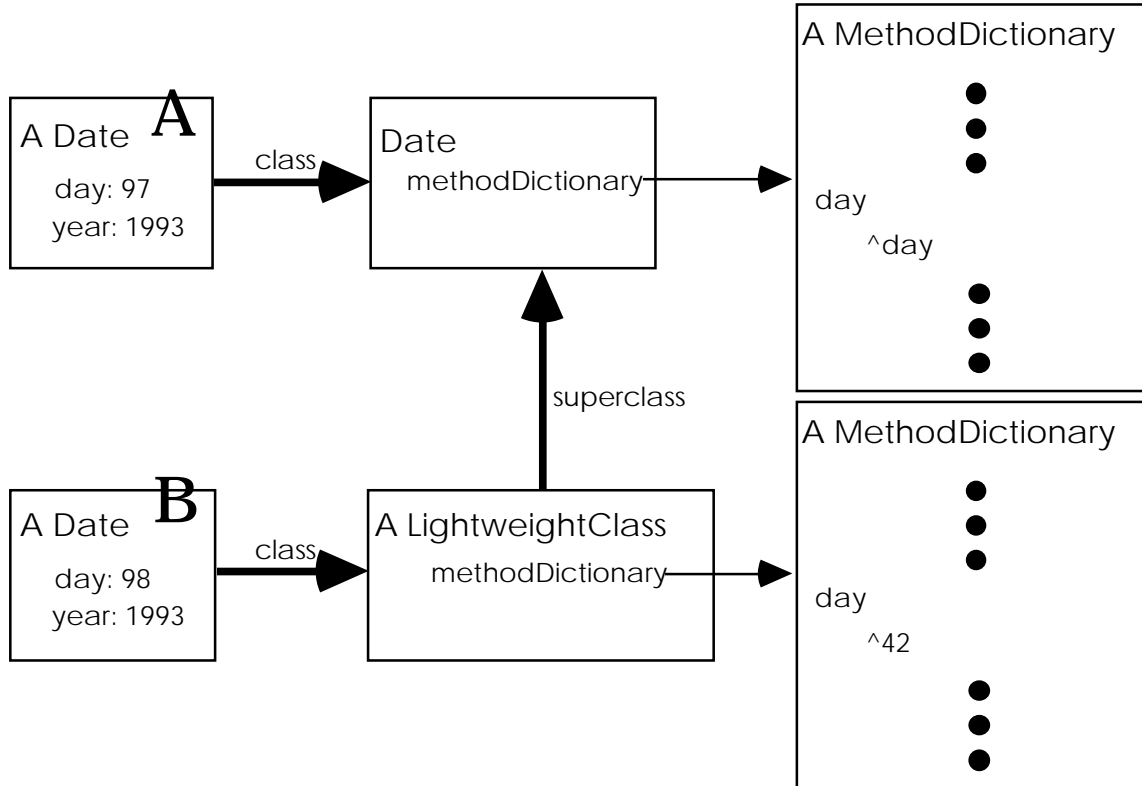 A Date
A
day: 97
year: 1993
class
Date
methodDictionary
A MethodDictionary
day
^day
superclass
A Date
B
day: 98
year: 1993
class
A LightweightClass
methodDictionary
A MethodDictionary
day
^42